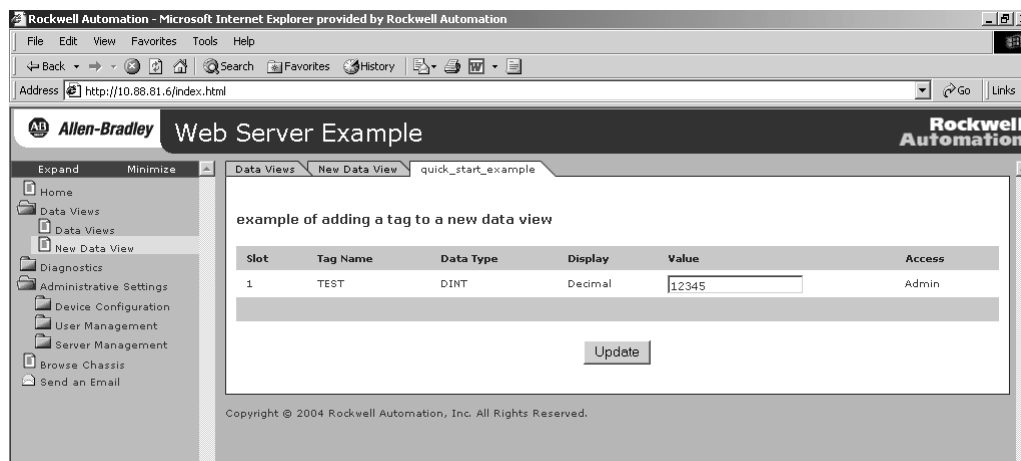 Rockwell Automation - Microsoft Internet Explorer provided by Rockwell Automation
File Edit View Favorites Tools Help
Back Search Favorites History
Address http://10.88.81.6/index.html Go Links
AB Allen-Bradley Web Server Example Rockwell Automation
Expand Minimize
Data Views New Data View quick_start_example
Home
Data Views
Data Views
New Data View
Diagnostics
Administrative Settings
Device Configuration
User Management
Server Management
Browse Chassis
Send an Email
example of adding a tag to a new data view
Slot Tag Name Data Type Display Value Access
1 TEST DINT Decimal 12345 Admin
Update
Copyright © 2004 Rockwell Automation, Inc. All Rights Reserved.